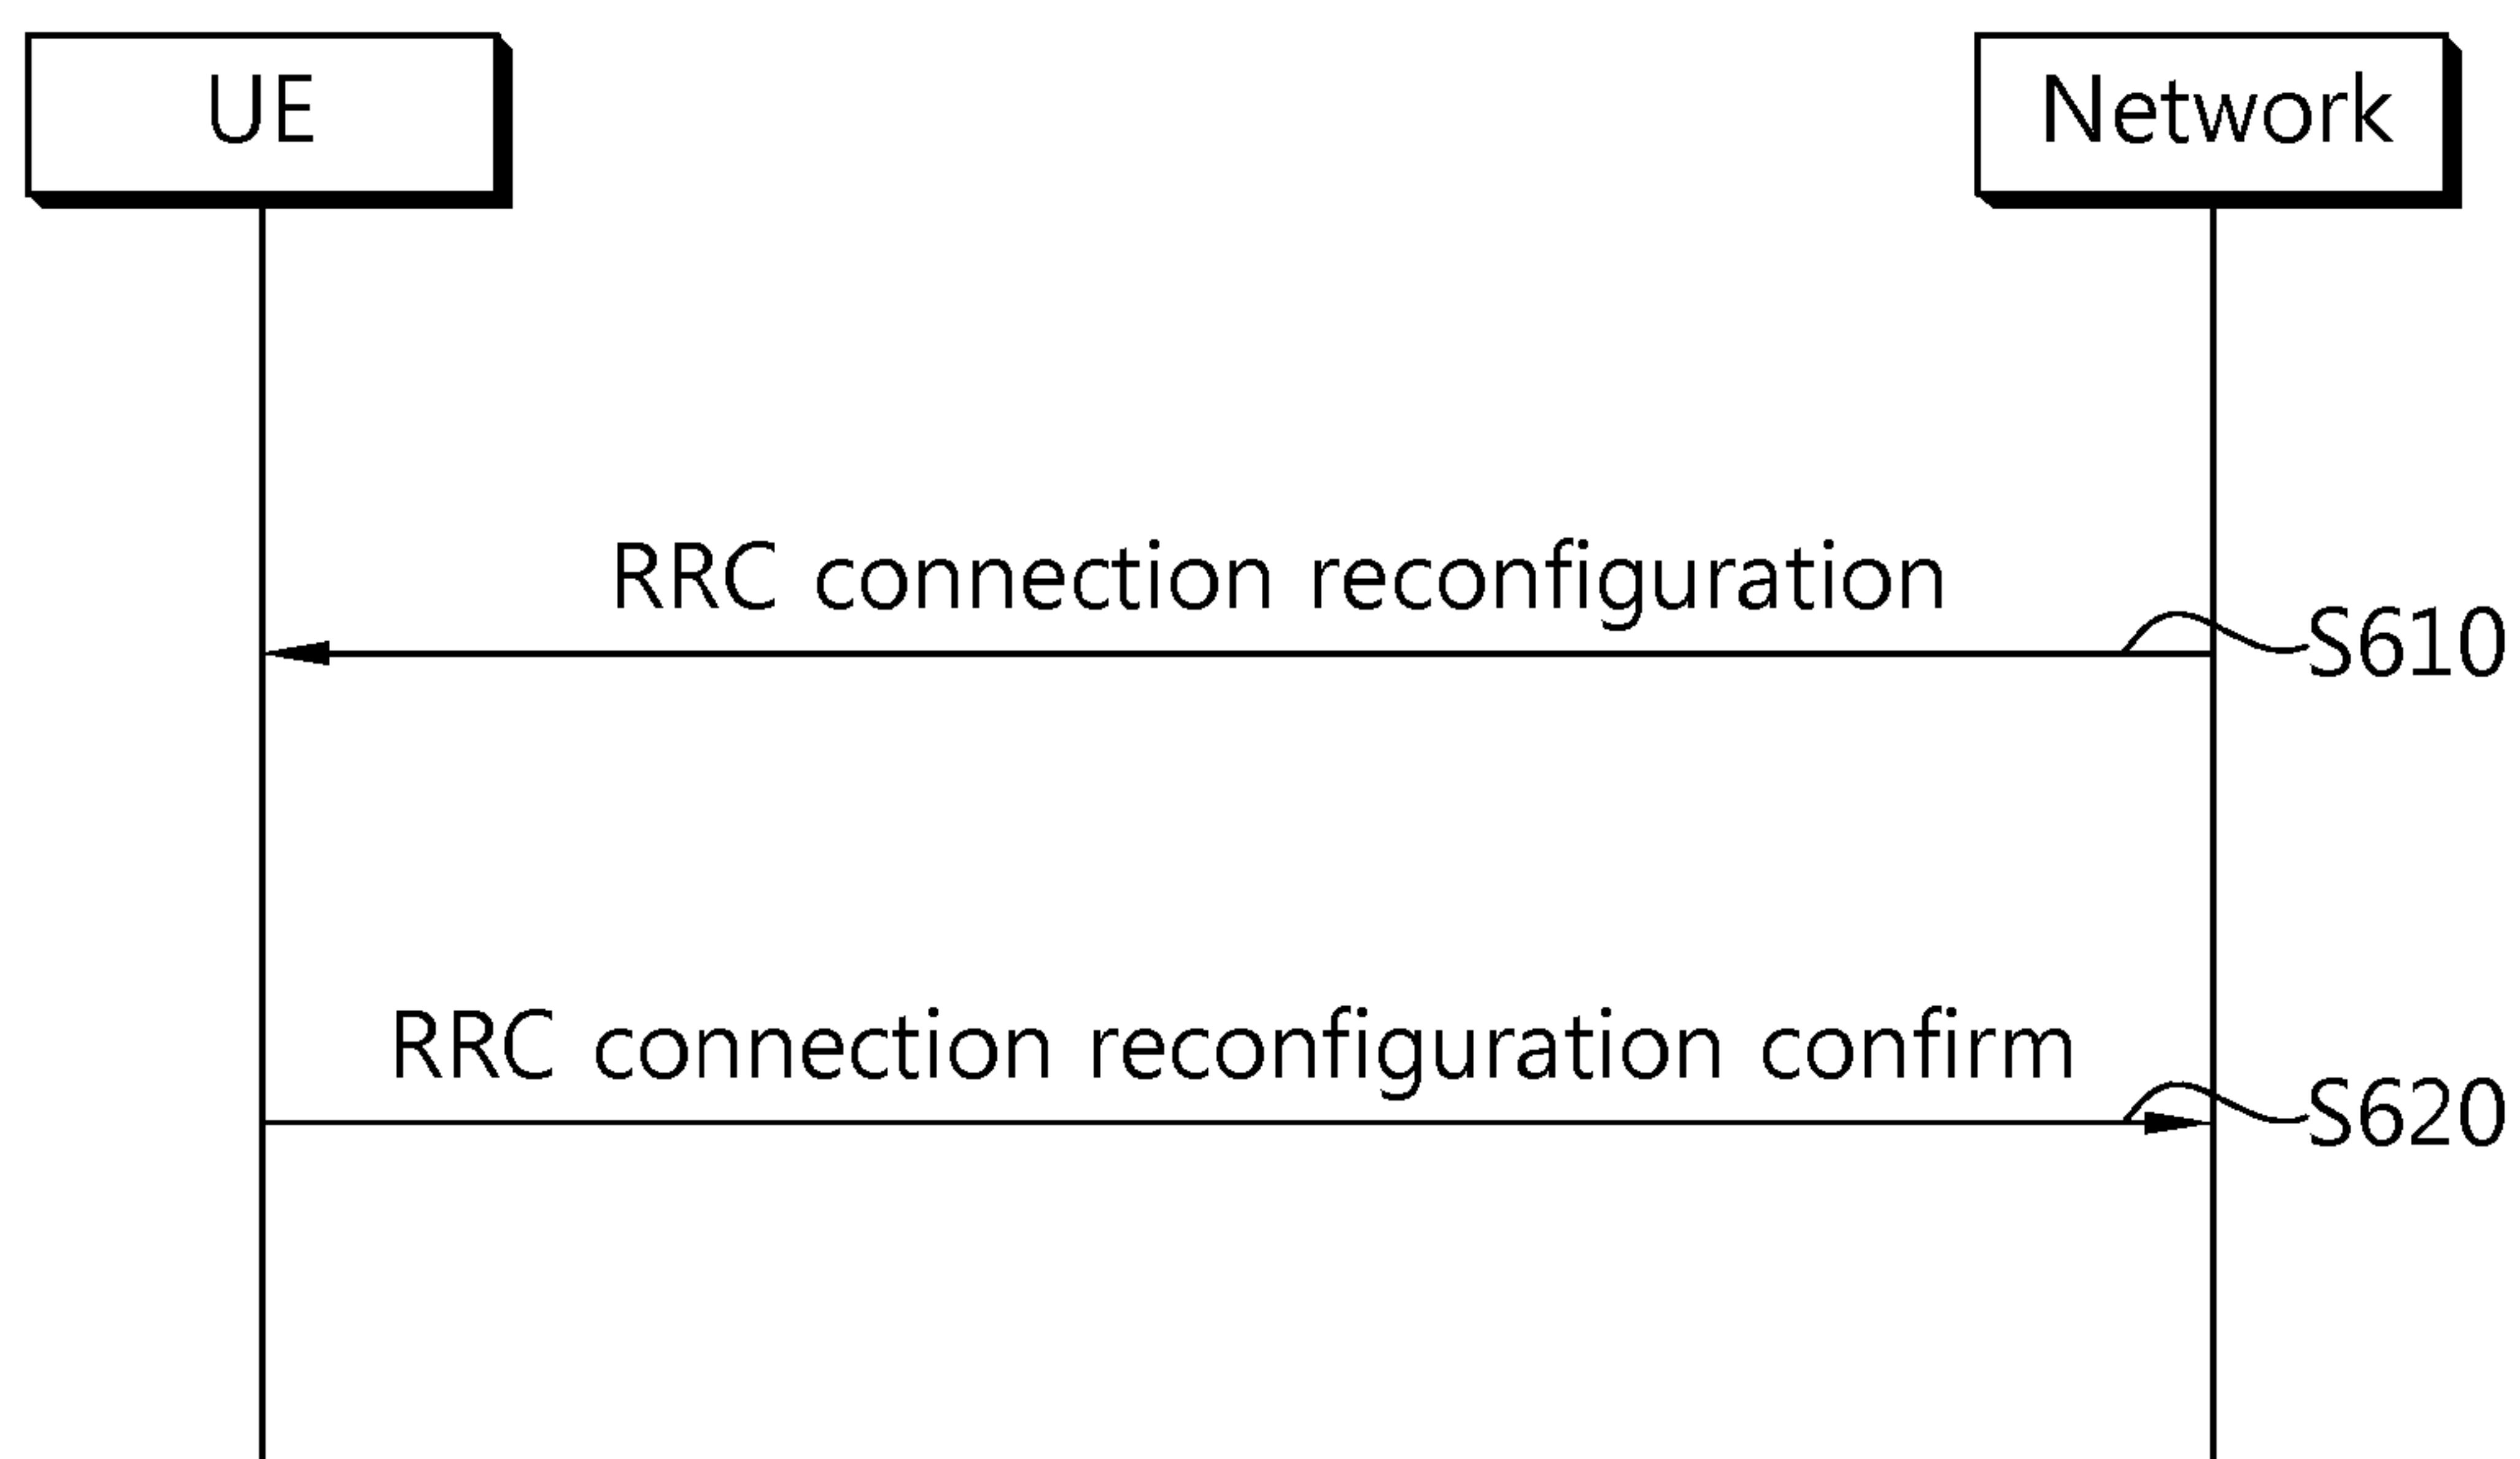 UE
Network
RRC connection reconfiguration
S610
RRC connection reconfiguration confirm
S620